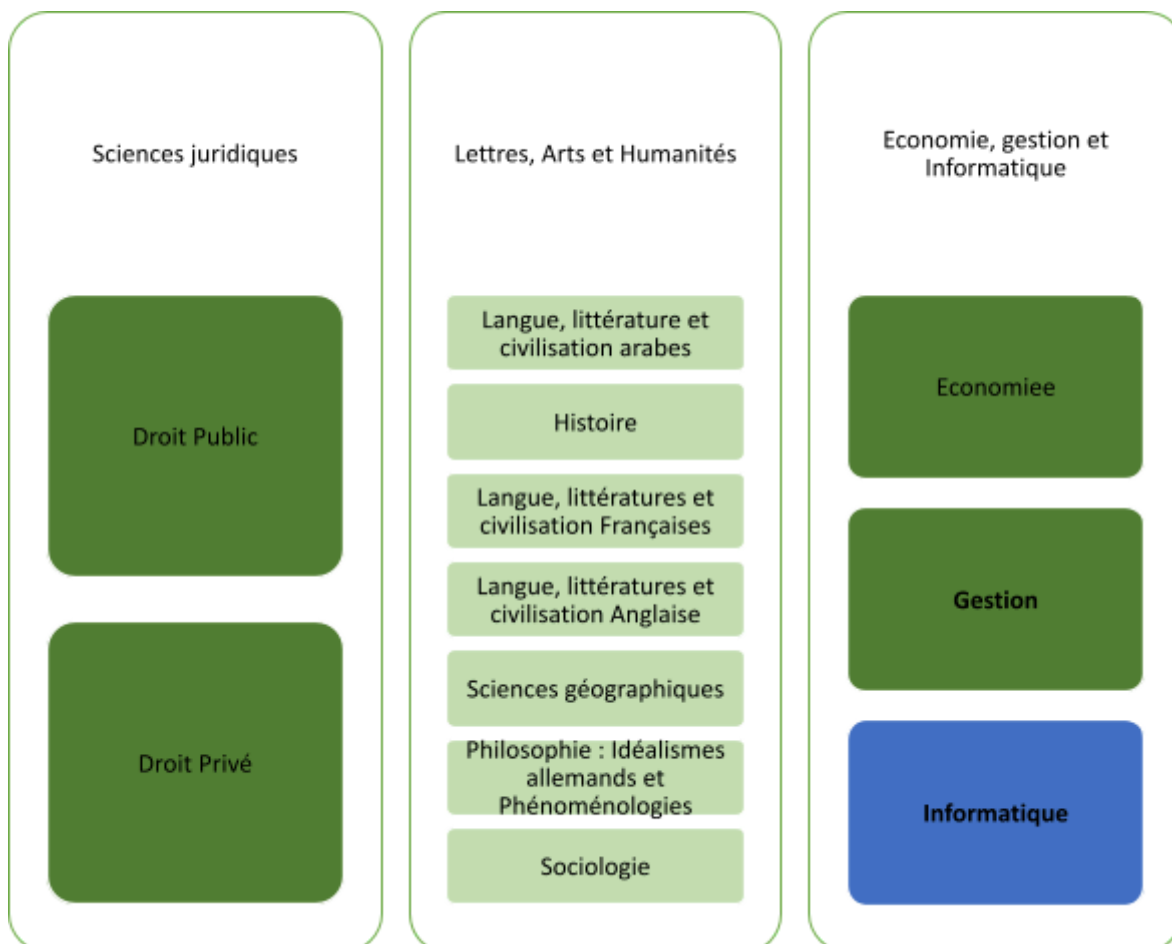 Sciences juridiques
Droit Public
Droit Privé
Lettres, Arts et Humanités
Langue, littérature et
civilisation arabes
Histoire
Langue, littératures et
civilisation Françaises
Langue, littératures et
civilisation Anglaise
Sciences géographiques
Philosophie : Idéalismes
allemands et
Phénoménologies
Sociologie
Economie, gestion et
Informatique
Economiee
Gestion
Informatique